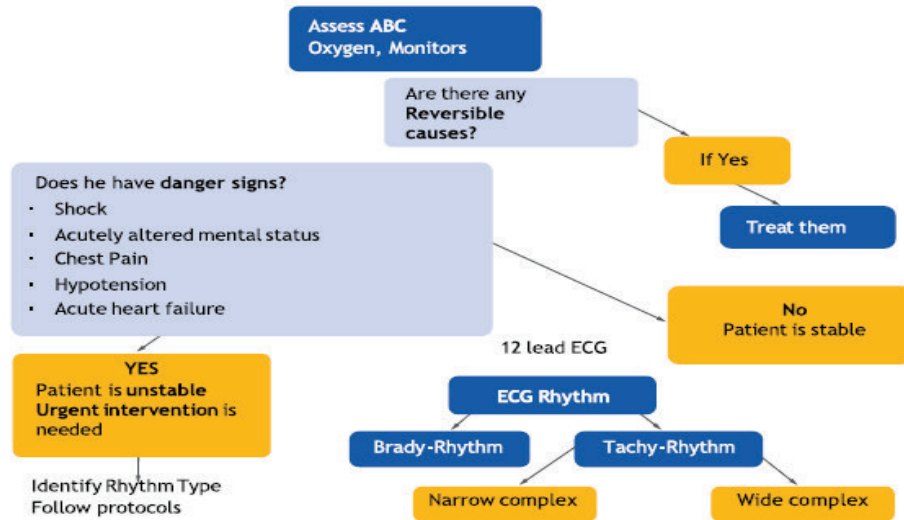 Assess ABC
Oxygen, Monitors
Are there any
Reversible
causes?
If Yes
Treat them
Does he have danger signs?
· Shock
· Acutely altered mental status
· Chest Pain
· Hypotension
· Acute heart failure
No
Patient is stable
YES
Patient is unstable
Urgent intervention is
needed
Identify Rhythm Type
Follow protocols
12 lead ECG
ECG Rhythm
Brady-Rhythm
Tachy-Rhythm
Narrow complex
Wide complex